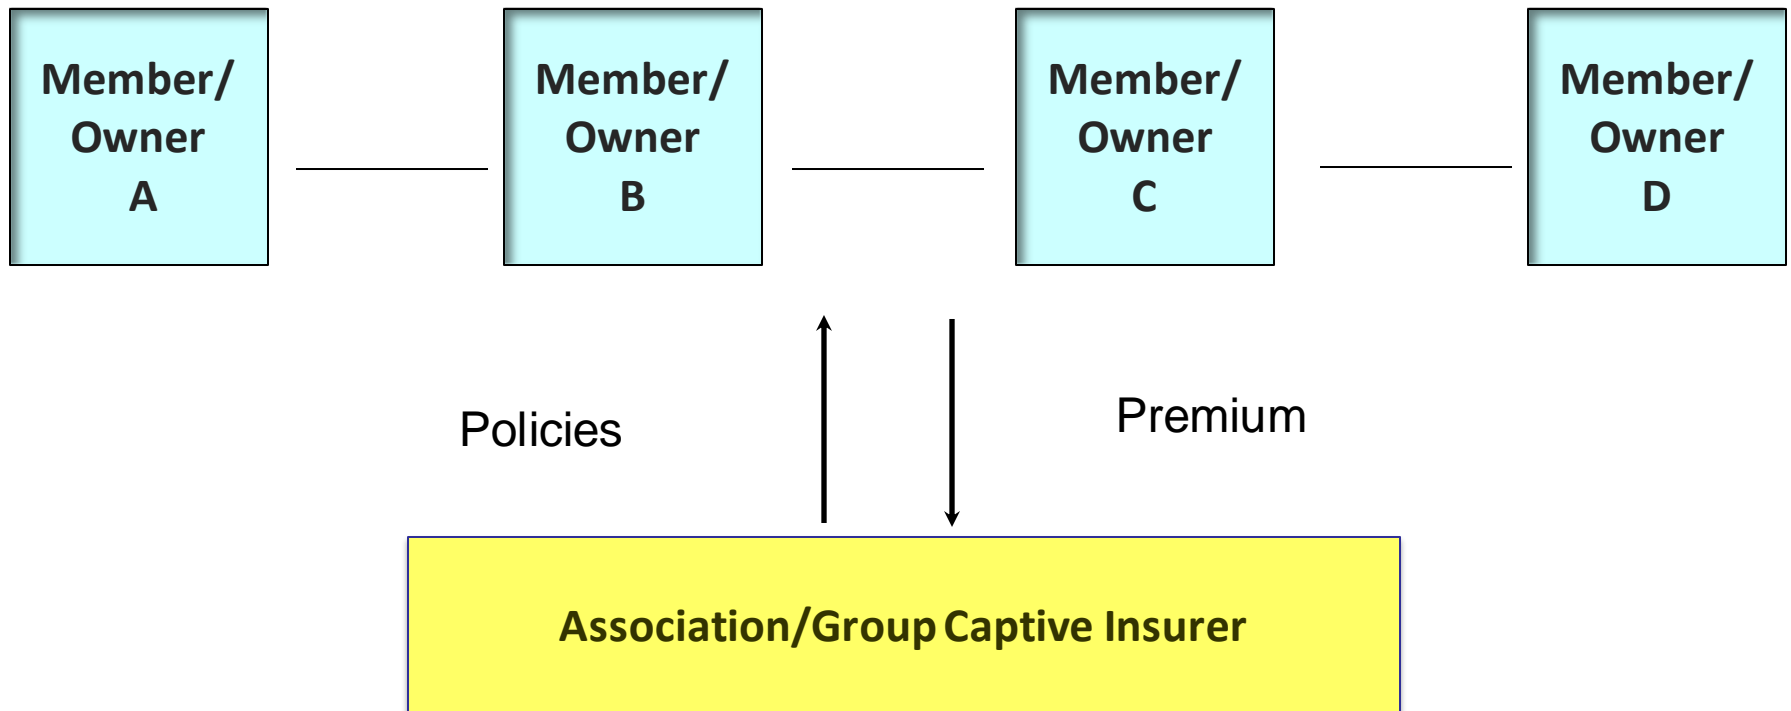 Member/
Owner
A
Member/
Owner
B
Member/
Owner
C
Member/
Owner
D
Policies
Premium
Association/Group Captive Insurer